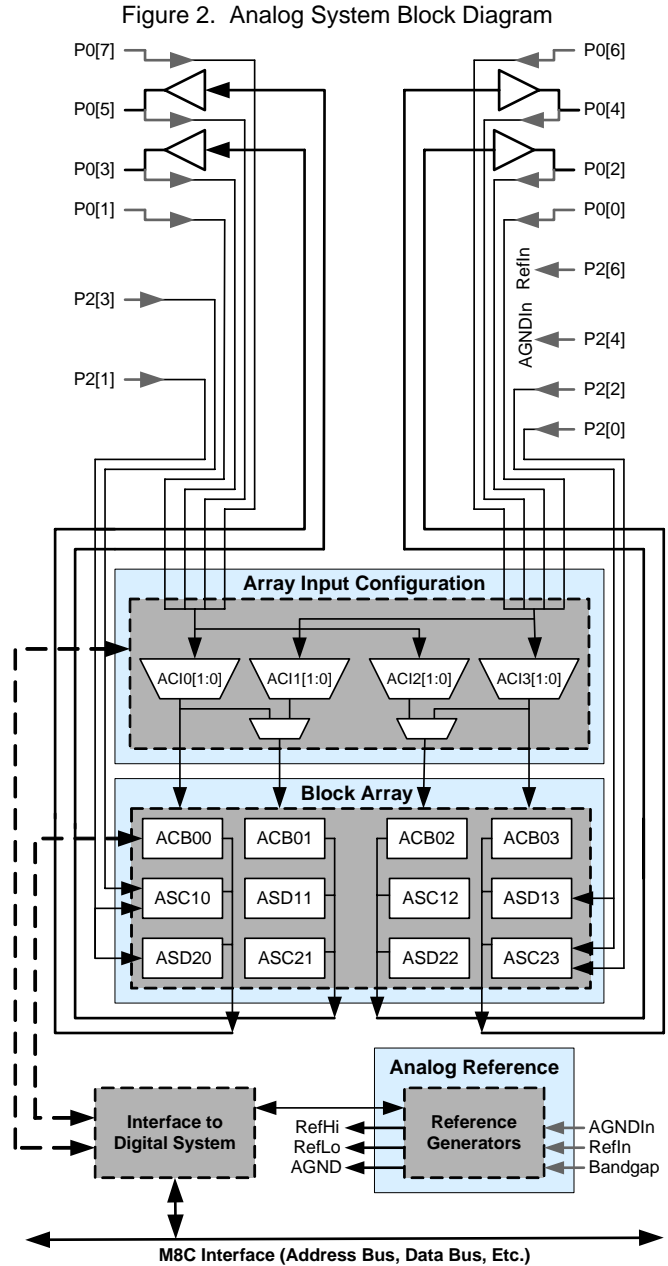 Figure 2. Analog System Block Diagram
P0[7]
P0[6]
P0[5]
P0[4]
P0[3]
P0[2]
P0[1]
P0[0]
RefIn
P2[6]
P2[3]
AGNDIn
P2[4]
P2[1]
P2[2]
P2[0]
Array Input Configuration
ACI0[1:0]
ACI1[1:0]
ACI2[1:0]
ACI3[1:0]
Block Array
ACB00
ACB01
ACB02
ACB03
ASC10
ASD11
ASC12
ASD13
ASD20
ASC21
ASD22
ASC23
Analog Reference
Interface to
Digital System
RefHi
RefLo
AGND
Reference
Generators
AGNDIn
RefIn
Bandgap
M8C Interface (Address Bus, Data Bus, Etc.)